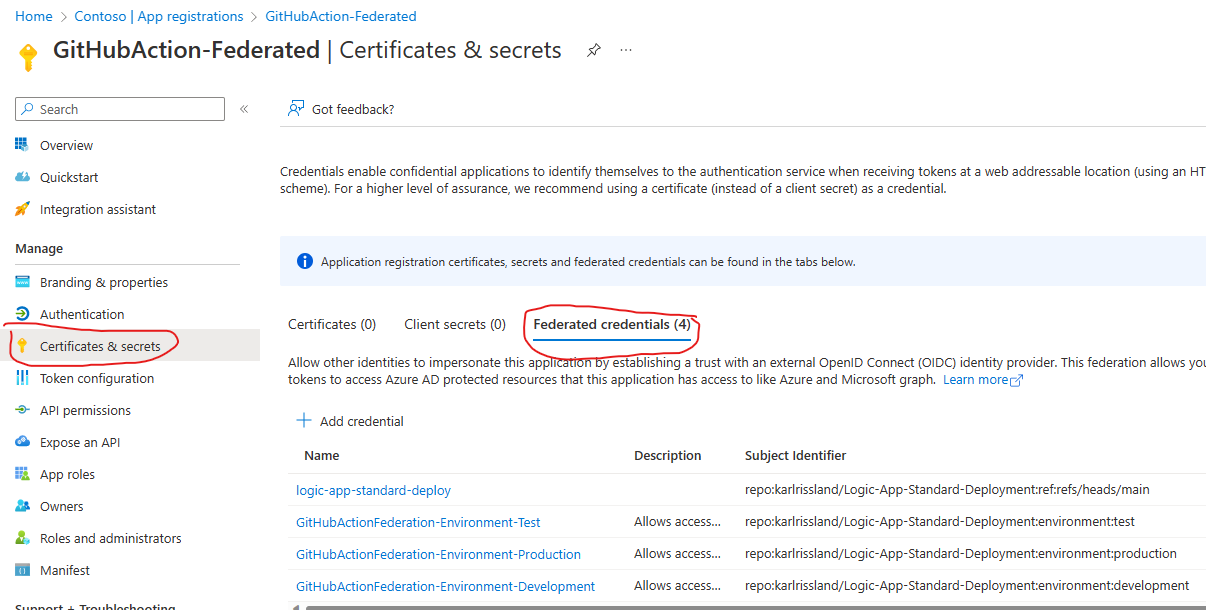 Home > Contoso | App registrations > GitHubAction-Federated
GitHubAction-Federated | Certificates & secrets ...
Search «
Got feedback?
Overview
Quickstart
Integration assistant
Manage
Branding & properties
Authentication
Certificates & secrets
Token configuration
API permissions
Expose an API
App roles
Owners
Roles and administrators
Manifest
Support + Troubleshooting
Credentials enable confidential applications to identify themselves to the authentication service when receiving tokens at a web addressable location (using an HT
scheme). For a higher level of assurance, we recommend using a certificate (instead of a client secret) as a credential.
Application registration certificates, secrets and federated credentials can be found in the tabs below.
Certificates (0) Client secrets (0) Federated credentials (4)
Allow other identities to impersonate this application by establishing a trust with an external OpenID Connect (OIDC) identity provider. This federation allows you
tokens to access Azure AD protected resources that this application has access to like Azure and Microsoft graph. Learn more
+ Add credential
Name Description Subject Identifier
logic-app-standard-deploy repo:karlrissland/Logic-App-Standard-Deployment:ref:refs/heads/main
GitHubActionFederation-Environment-Test Allows access... repo:karlrissland/Logic-App-Standard-Deployment:environment:test
GitHubActionFederation-Environment-Production Allows access... repo:karlrissland/Logic-App-Standard-Deployment:environment:production
GitHubActionFederation-Environment-Development Allows access... repo:karlrissland/Logic-App-Standard-Deployment:environment:development